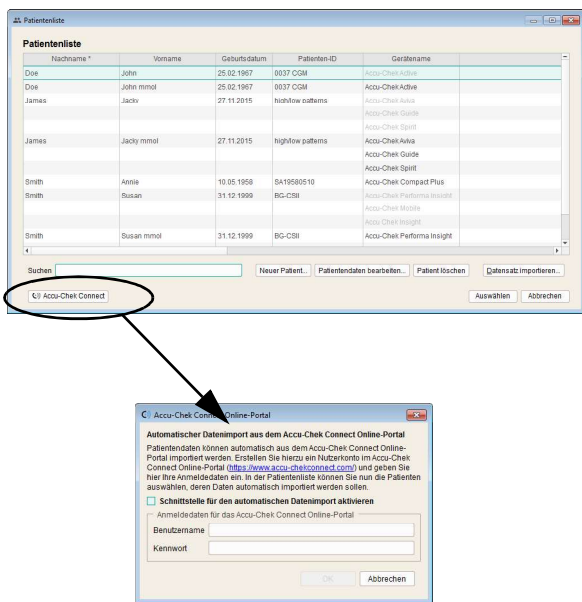 Patientenliste
Patientenliste
Nachname * Vorname Geburtsdatum Patienten-ID Gerätename
Doe John 25.02.1967 0037 CGM Accu-Chek Active
Doe John mmol 25.02.1967 0037 CGM Accu-Chek Active
James Jacky 27.11.2015 high/low patterns Accu-Chek Aviva
Accu-Chek Guide
Accu-Chek Spirit
James Jacky mmol 27.11.2015 high/low patterns Accu-Chek Aviva
Accu-Chek Guide
Accu-Chek Spirit
Smith Annie 10.05.1958 SA19580510 Accu-Chek Compact Plus
Smith Susan 31.12.1999 BG-CSII Accu-Chek Performa Insight
Accu-Chek Mobile
Accu-Chek Insight
Smith Susan mmol 31.12.1999 BG-CSII Accu-Chek Performa Insight
Suchen Neuer Patient... Patientendaten bearbeiten... Patient löschen Datensatz importieren...
Accu-Chek Connect Auswählen Abbrechen
Accu-Chek Connect Online-Portal
Automatischer Datenimport aus dem Accu-Chek Connect Online-Portal
Patientendaten können automatisch aus dem Accu-Chek Connect Online-
Portal importiert werden. Erstellen Sie hierzu ein Nutzerkonto im Accu-Chek
Connect Online-Portal (https://www.accu-chekconnect.com/) und geben Sie
hier Ihre Anmeldedaten ein. In der Patientenliste können Sie nun die Patienten
auswählen, deren Daten automatisch importiert werden sollen.
Schnittstelle für den automatischen Datenimport aktivieren
Anmeldedaten für das Accu-Chek Connect Online-Portal
Benutzername
Kennwort
OK Abbrechen